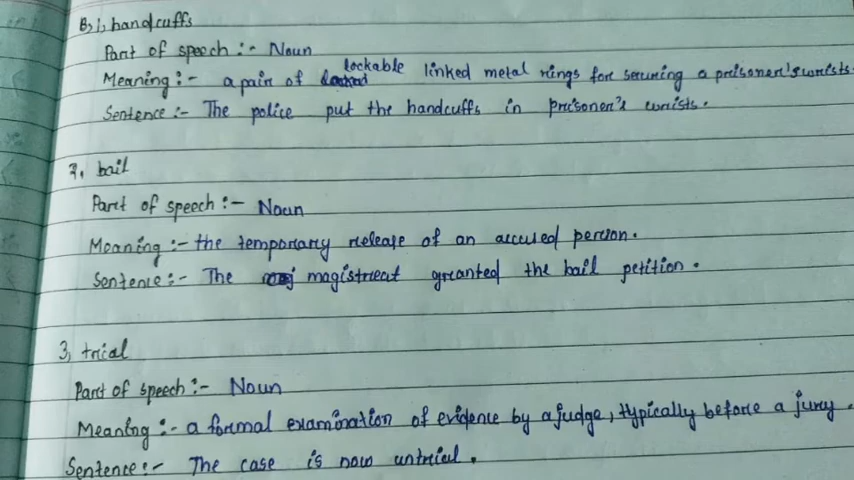 B, 1, handcuffs
Part of speech :- Noun
Meaning :- a pair of lockable linked metal rings for securing a prisoner's wrists.
Sentence :- The police put the handcuffs in prisoner's wrists.
2, bail
Part of speech :- Noun
Meaning :- the temporary release of an accused person.
Sentence :- The magistreat granted the bail petition.
3, trial
Part of speech :- Noun
Meaning :- a formal examination of evidence by a judge, typically before a jury.
Sentence :- The case is now untrial.